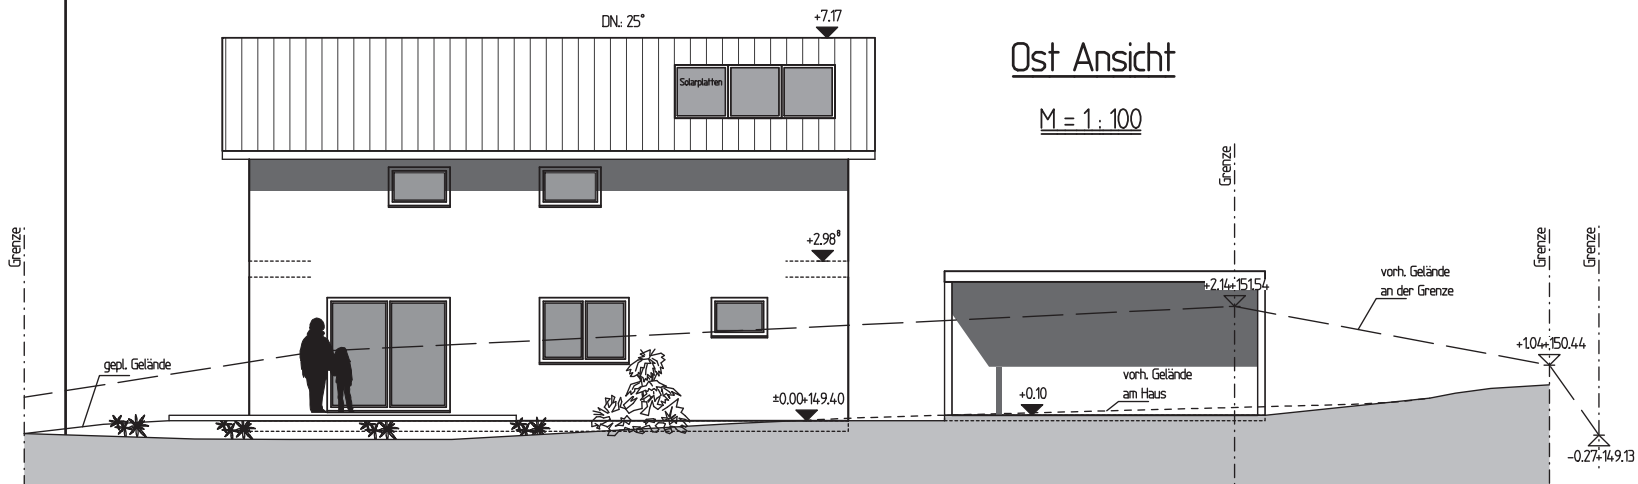 DN.: 25°
+7.17
Ost Ansicht
Solarplatten
M = 1 : 100
Grenze
Grenze
Grenze
Grenze
+2.98⁸
vorh. Gelände
an der Grenze
+2.14=151.54
+1.04=150.44
gepl. Gelände
vorh. Gelände
am Haus
+0.10
±0.00=149.40
-0.27=149.13